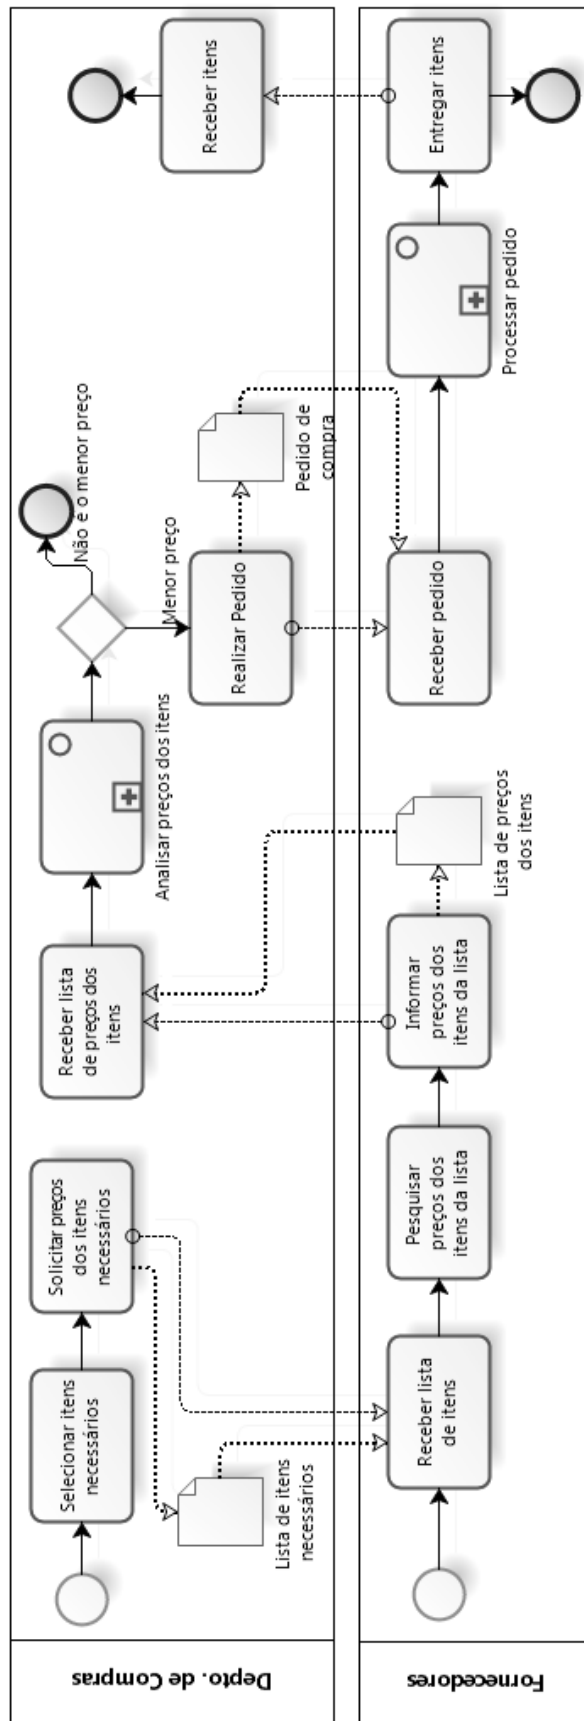 Depto. de Compras
Selecionar itens
necessários
Solicitar preços
dos itens
necessários
Lista de itens
necessários
Receber lista
de preços dos
itens
Analisar preços dos itens
Não é o menor preço
Menor preço
Realizar Pedido
Pedido de
compra
Receber itens
Fornecedores
Receber lista
de itens
Pesquisar
preços dos
itens da lista
Informar
preços dos
itens da lista
Lista de preços
dos itens
Receber pedido
Processar pedido
Entregar itens